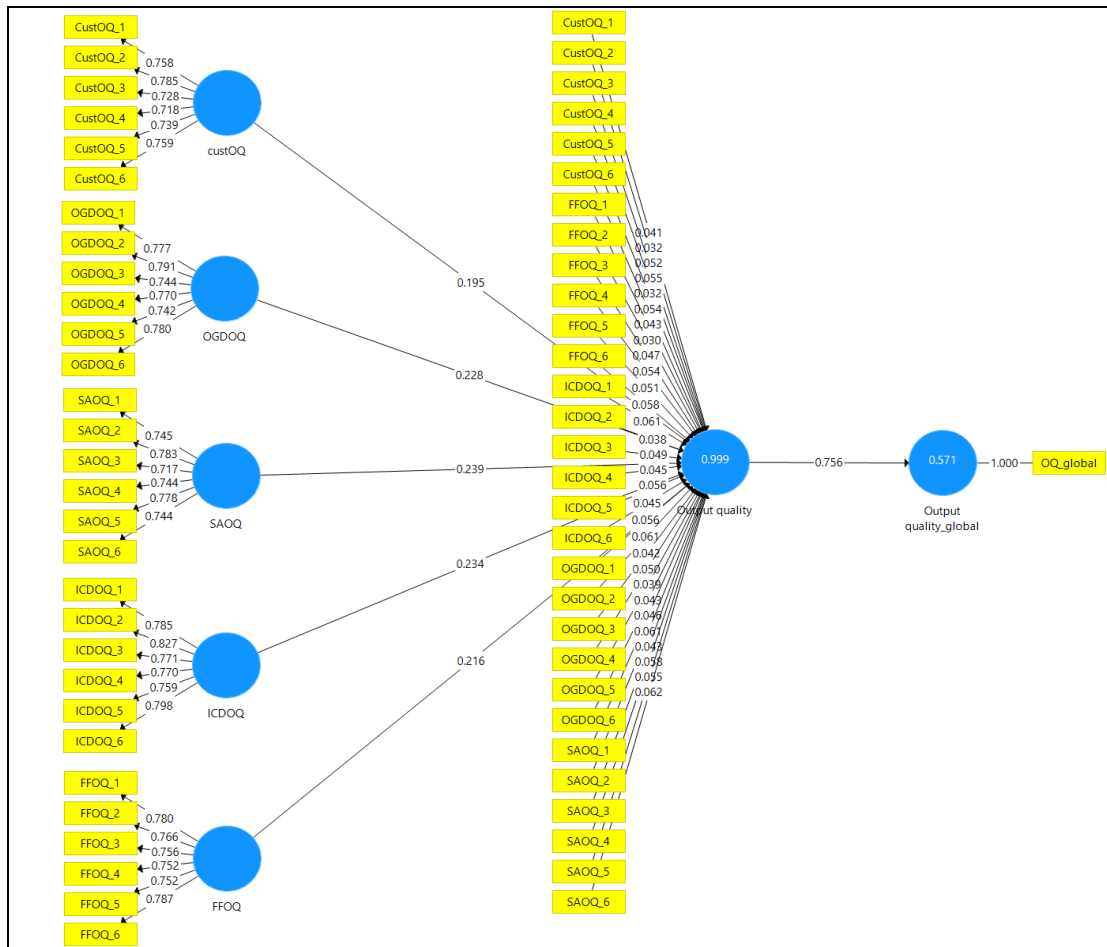 CustOQ_1
CustOQ_2
CustOQ_3
CustOQ_4
CustOQ_5
CustOQ_6
0.758
0.785
0.728
0.718
0.739
0.759
custOQ
OGDOQ_1
OGDOQ_2
OGDOQ_3
OGDOQ_4
OGDOQ_5
OGDOQ_6
0.777
0.791
0.744
0.770
0.742
0.780
OGDOQ
SAOQ_1
SAOQ_2
SAOQ_3
SAOQ_4
SAOQ_5
SAOQ_6
0.745
0.783
0.717
0.744
0.778
0.744
SAOQ
ICDOQ_1
ICDOQ_2
ICDOQ_3
ICDOQ_4
ICDOQ_5
ICDOQ_6
0.785
0.827
0.771
0.770
0.759
0.798
ICDOQ
FFOQ_1
FFOQ_2
FFOQ_3
FFOQ_4
FFOQ_5
FFOQ_6
0.780
0.766
0.756
0.752
0.752
0.787
FFOQ
0.195
0.228
0.239
0.234
0.216
CustOQ_1
CustOQ_2
CustOQ_3
CustOQ_4
CustOQ_5
CustOQ_6
FFOQ_1
FFOQ_2
FFOQ_3
FFOQ_4
FFOQ_5
FFOQ_6
ICDOQ_1
ICDOQ_2
ICDOQ_3
ICDOQ_4
ICDOQ_5
ICDOQ_6
OGDOQ_1
OGDOQ_2
OGDOQ_3
OGDOQ_4
OGDOQ_5
OGDOQ_6
SAOQ_1
SAOQ_2
SAOQ_3
SAOQ_4
SAOQ_5
SAOQ_6
0.041
0.032
0.052
0.055
0.032
0.054
0.043
0.030
0.047
0.054
0.051
0.058
0.061
0.038
0.049
0.045
0.056
0.045
0.056
0.061
0.042
0.050
0.039
0.043
0.046
0.061
0.043
0.058
0.055
0.062
0.999
Output quality
0.756
0.571
Output
quality_global
1.000
OQ_global